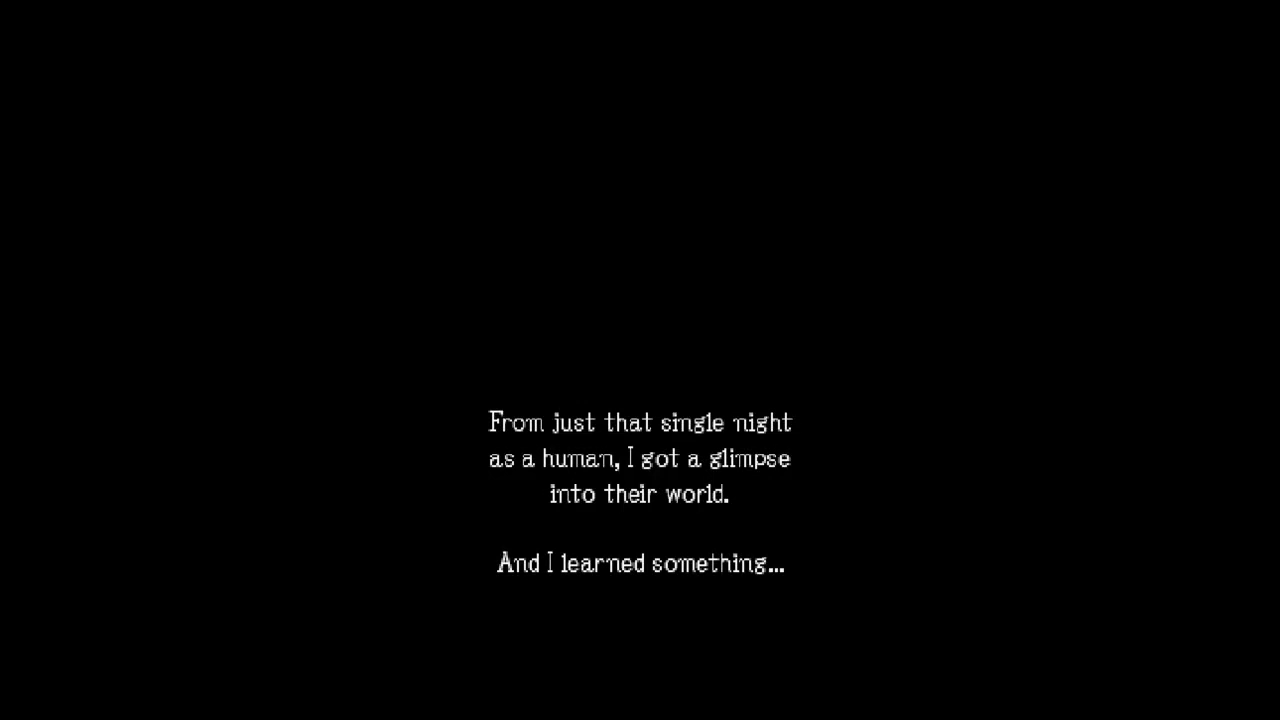 From just that single night
as a human, I got a glimpse
into their world.
And I learned something...